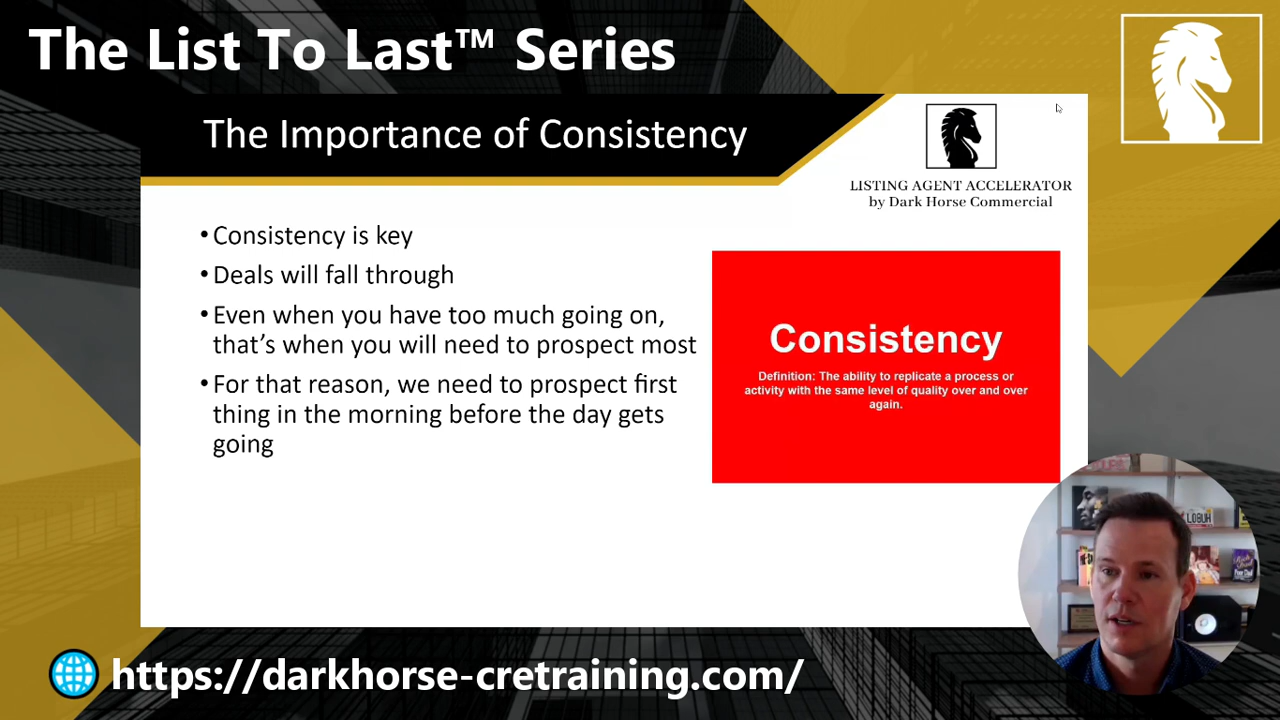 The List To Last™ Series
The Importance of Consistency
LISTING AGENT ACCELERATOR
by Dark Horse Commercial
• Consistency is key
• Deals will fall through
• Even when you have too much going on,
that’s when you will need to prospect most
• For that reason, we need to prospect first
thing in the morning before the day gets
going
Consistency
Definition: The ability to replicate a process or
activity with the same level of quality over and over
again.
https://darkhorse-cretraining.com/